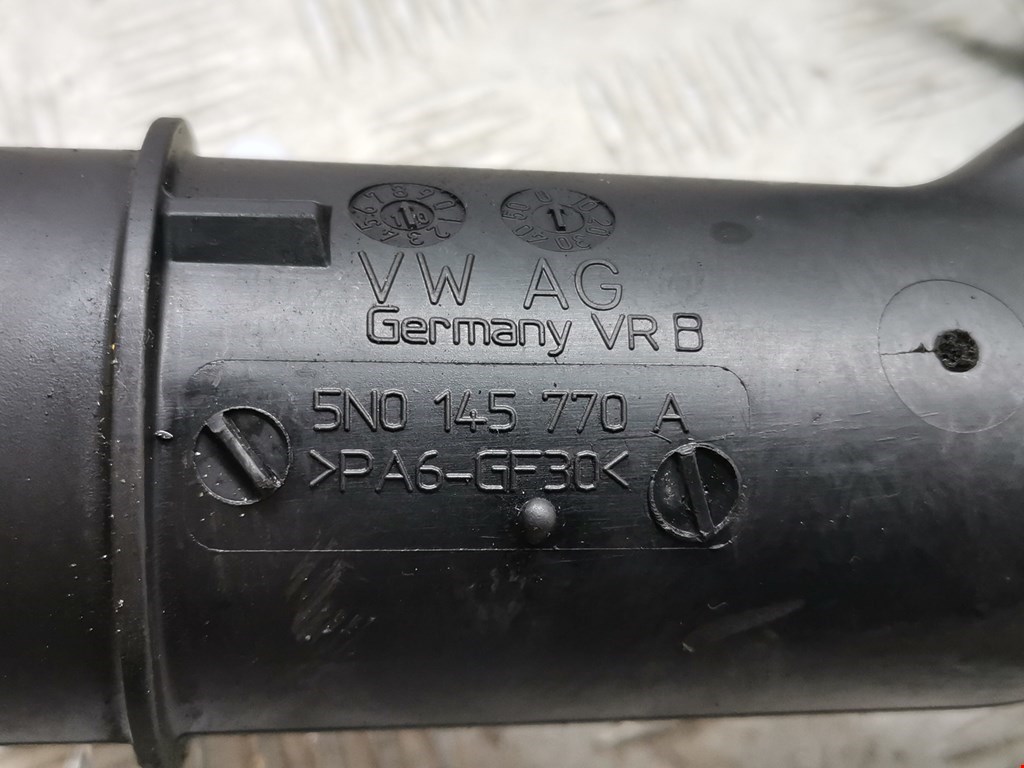 VW AG
Germany VR B
5N0 145 770 A
>PA6-GF30<